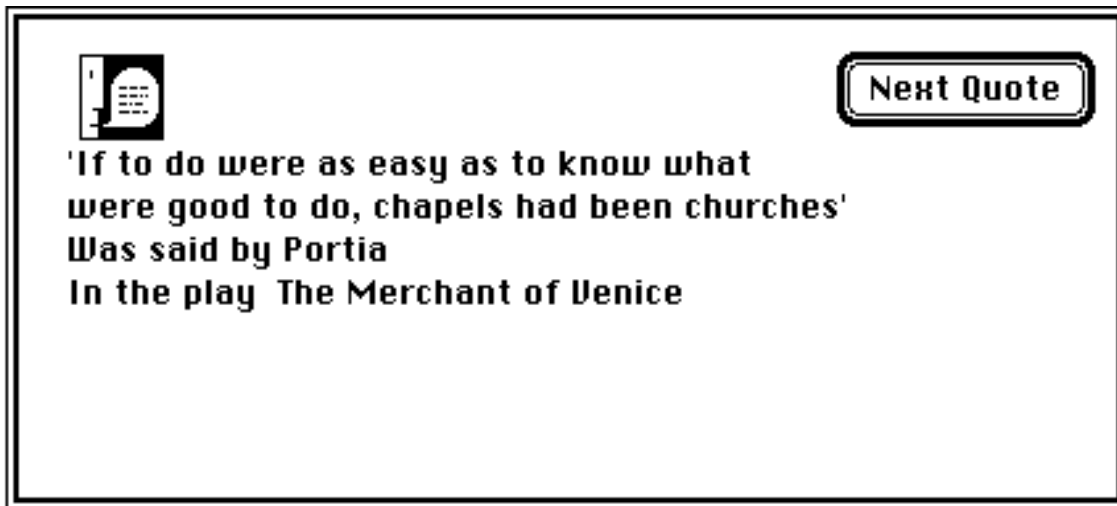 Next Quote
'If to do were as easy as to know what
were good to do, chapels had been churches'
Was said by Portia
In the play  The Merchant of Venice